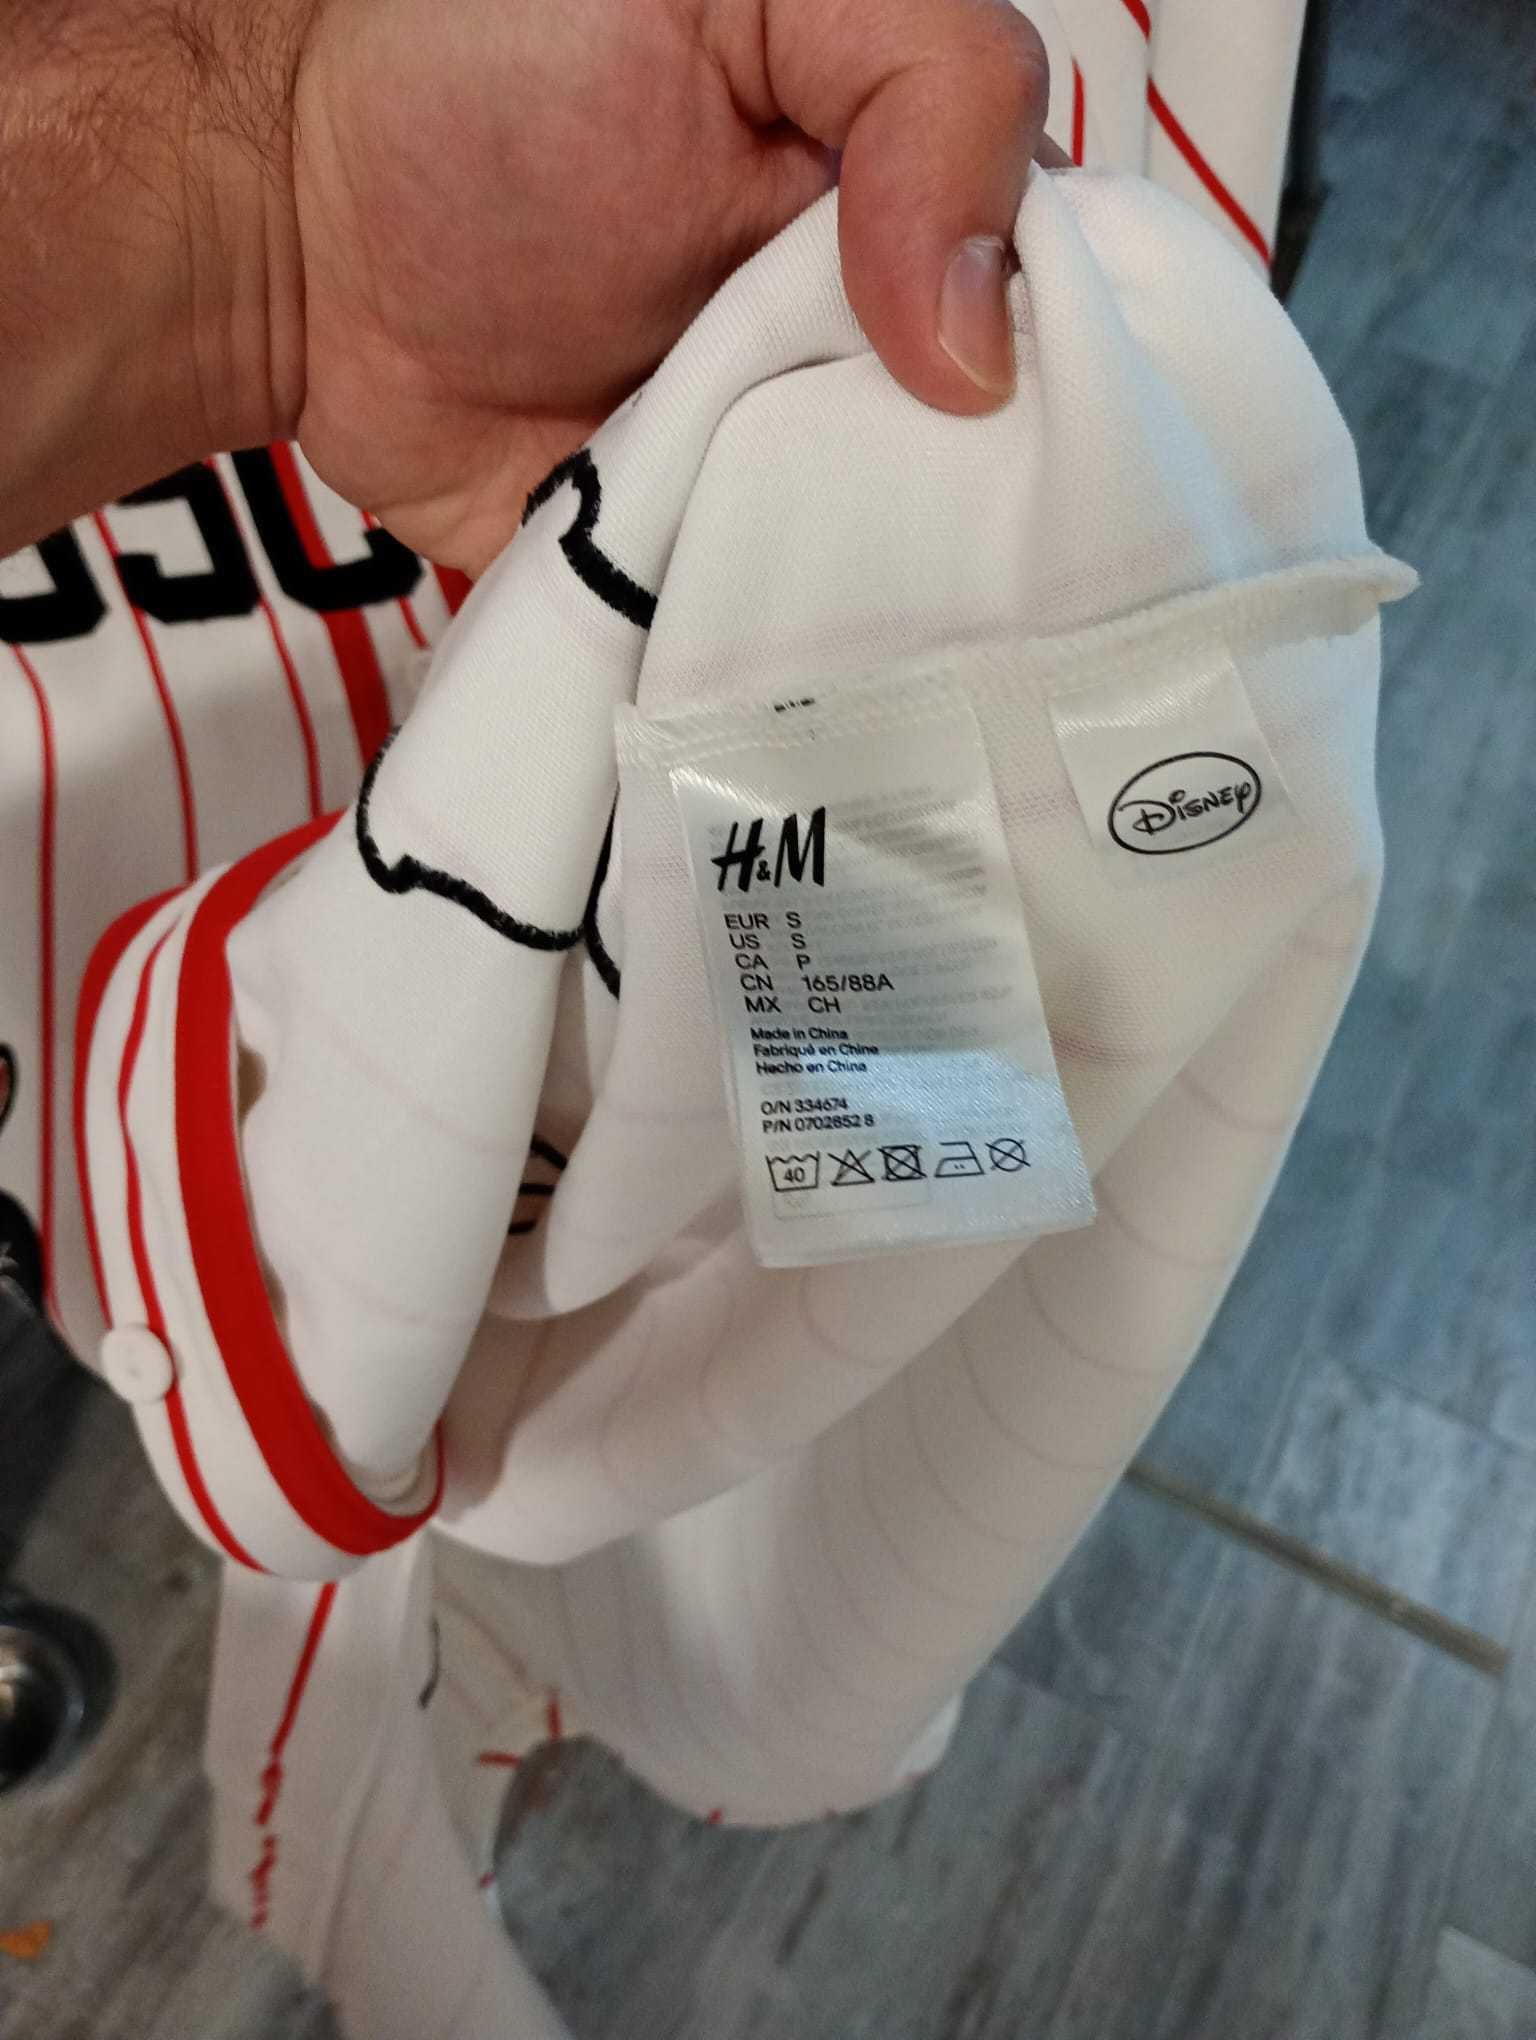 H&M
EUR S
US S
CA P
CN 165/88A
MX CH
Made in China
Fabriqué en Chine
Hecho en China
O/N 334674
P/N 0702852 8
40
Disney